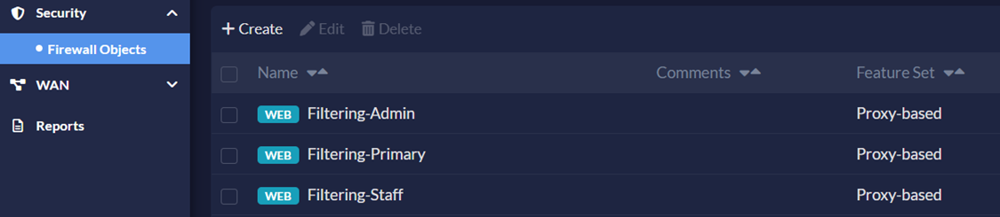 Security
Firewall Objects
WAN
Reports
+ Create Edit Delete
Name Comments Feature Set
WEB Filtering-Admin Proxy-based
WEB Filtering-Primary Proxy-based
WEB Filtering-Staff Proxy-based